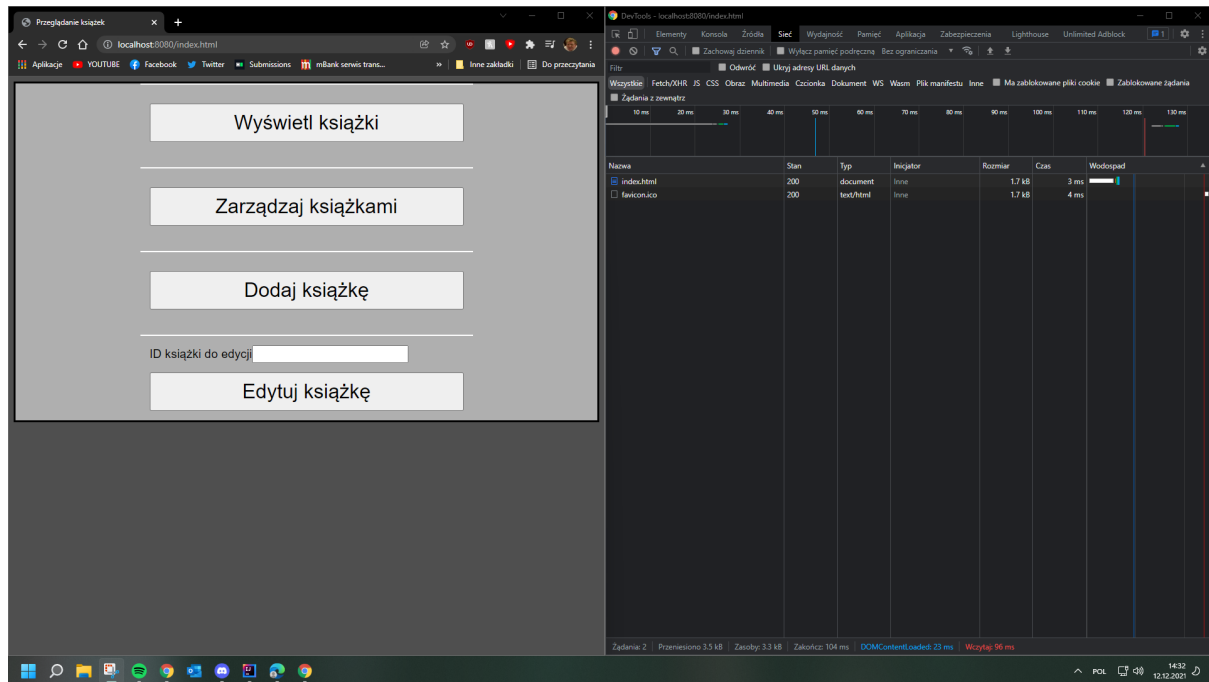 Przeglądanie książek
localhost:8080/index.html
Aplikacje YOUTUBE Facebook Twitter Submissions mBank serwis trans... » Inne zakładki Do przeczytania
Wyświetl książki
Zarządzaj książkami
Dodaj książkę
ID książki do edycji
Edytuj książkę
DevTools - localhost:8080/index.html
Elementy Konsola Źródła Sieć Wydajność Pamięć Aplikacja Zabezpieczenia Lighthouse Unlimited Adblock 1
Zachowaj dziennik Wyłącz pamięć podręczną Bez ograniczania
Filtr Odwróć Ukryj adresy URL danych
Wszystkie Fetch/XHR JS CSS Obraz Multimedia Czcionka Dokument WS Wasm Plik manifestu Inne Ma zablokowane pliki cookie Zablokowane żądania
Żądania z zewnątrz
10 ms 20 ms 30 ms 40 ms 50 ms 60 ms 70 ms 80 ms 90 ms 100 ms 110 ms 120 ms 130 ms
Nazwa Stan Typ Inicjator Rozmiar Czas Wodospad
index.html 200 document Inne 1.7 kB 3 ms
favicon.ico 200 text/html Inne 1.7 kB 4 ms
Żądania: 2 Przeniesiono 3.5 kB Zasoby: 3.3 kB Zakończ: 104 ms DOMContentLoaded: 23 ms Wczytaj: 96 ms
POL 14:32
12.12.2021